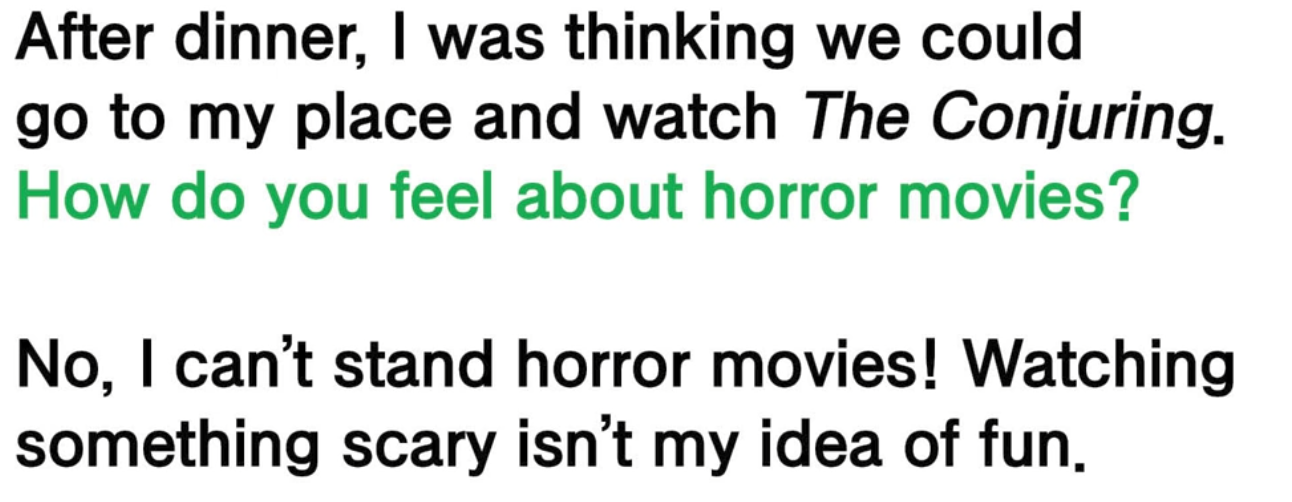 After dinner, I was thinking we could
go to my place and watch The Conjuring.
How do you feel about horror movies?
No, I can't stand horror movies! Watching
something scary isn't my idea of fun.